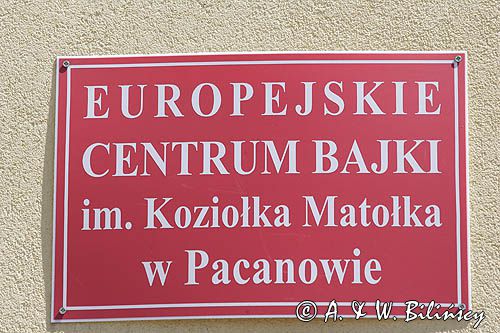 EUROPEJSKIE
CENTRUM BAJKI
im. Koziołka Matołka
w Pacanowie
© A. & W. Bilińscy